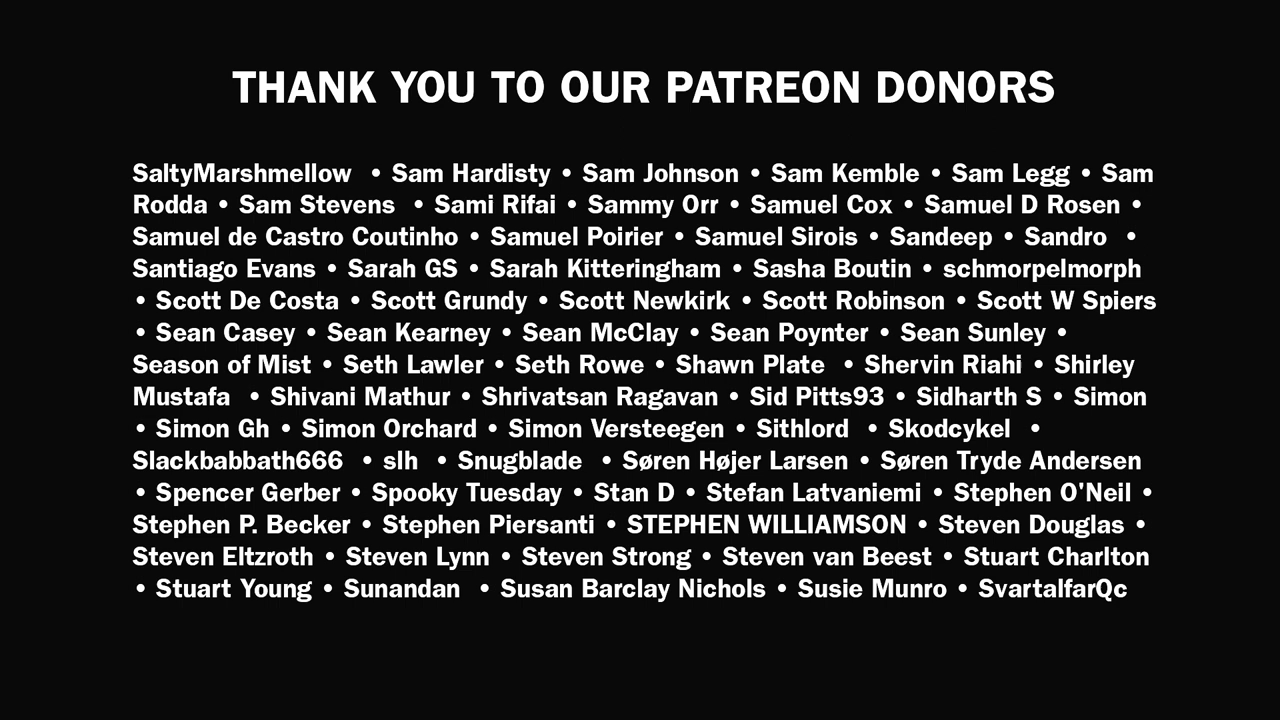 THANK YOU TO OUR PATREON DONORS
SaltyMarshmellow • Sam Hardisty • Sam Johnson • Sam Kemble • Sam Legg • Sam
Rodda • Sam Stevens • Sami Rifai • Sammy Orr • Samuel Cox • Samuel D Rosen •
Samuel de Castro Coutinho • Samuel Poirier • Samuel Sirois • Sandeep • Sandro •
Santiago Evans • Sarah GS • Sarah Kitteringham • Sasha Boutin • schmorpelmorph
• Scott De Costa • Scott Grundy • Scott Newkirk • Scott Robinson • Scott W Spiers
• Sean Casey • Sean Kearney • Sean McClay • Sean Poynter • Sean Sunley •
Season of Mist • Seth Lawler • Seth Rowe • Shawn Plate • Shervin Riahi • Shirley
Mustafa • Shivani Mathur • Shrivatsan Ragavan • Sid Pitts93 • Sidharth S • Simon
• Simon Gh • Simon Orchard • Simon Versteegen • Sithlord • Skodcykel •
Slackbabbath666 • slh • Snugblade • Søren Højer Larsen • Søren Tryde Andersen
• Spencer Gerber • Spooky Tuesday • Stan D • Stefan Latvaniemi • Stephen O'Neil •
Stephen P. Becker • Stephen Piersanti • STEPHEN WILLIAMSON • Steven Douglas •
Steven Eltzroth • Steven Lynn • Steven Strong • Steven van Beest • Stuart Charlton
• Stuart Young • Sunandan • Susan Barclay Nichols • Susie Munro • SvartalfarQc